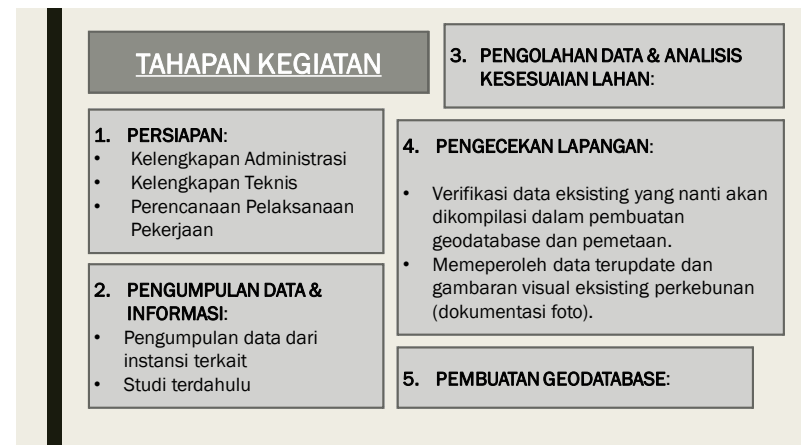 TAHAPAN KEGIATAN
1. PERSIAPAN:
• Kelengkapan Administrasi
• Kelengkapan Teknis
• Perencanaan Pelaksanaan
Pekerjaan
2. PENGUMPULAN DATA &
INFORMASI:
• Pengumpulan data dari
instansi terkait
• Studi terdahulu
3. PENGOLAHAN DATA & ANALISIS
KESESUAIAN LAHAN:
4. PENGECEKAN LAPANGAN:
• Verifikasi data eksisting yang nanti akan
dikompilasi dalam pembuatan
geodatabase dan pemetaan.
• Memeperoleh data terupdate dan
gambaran visual eksisting perkebunan
(dokumentasi foto).
5. PEMBUATAN GEODATABASE: